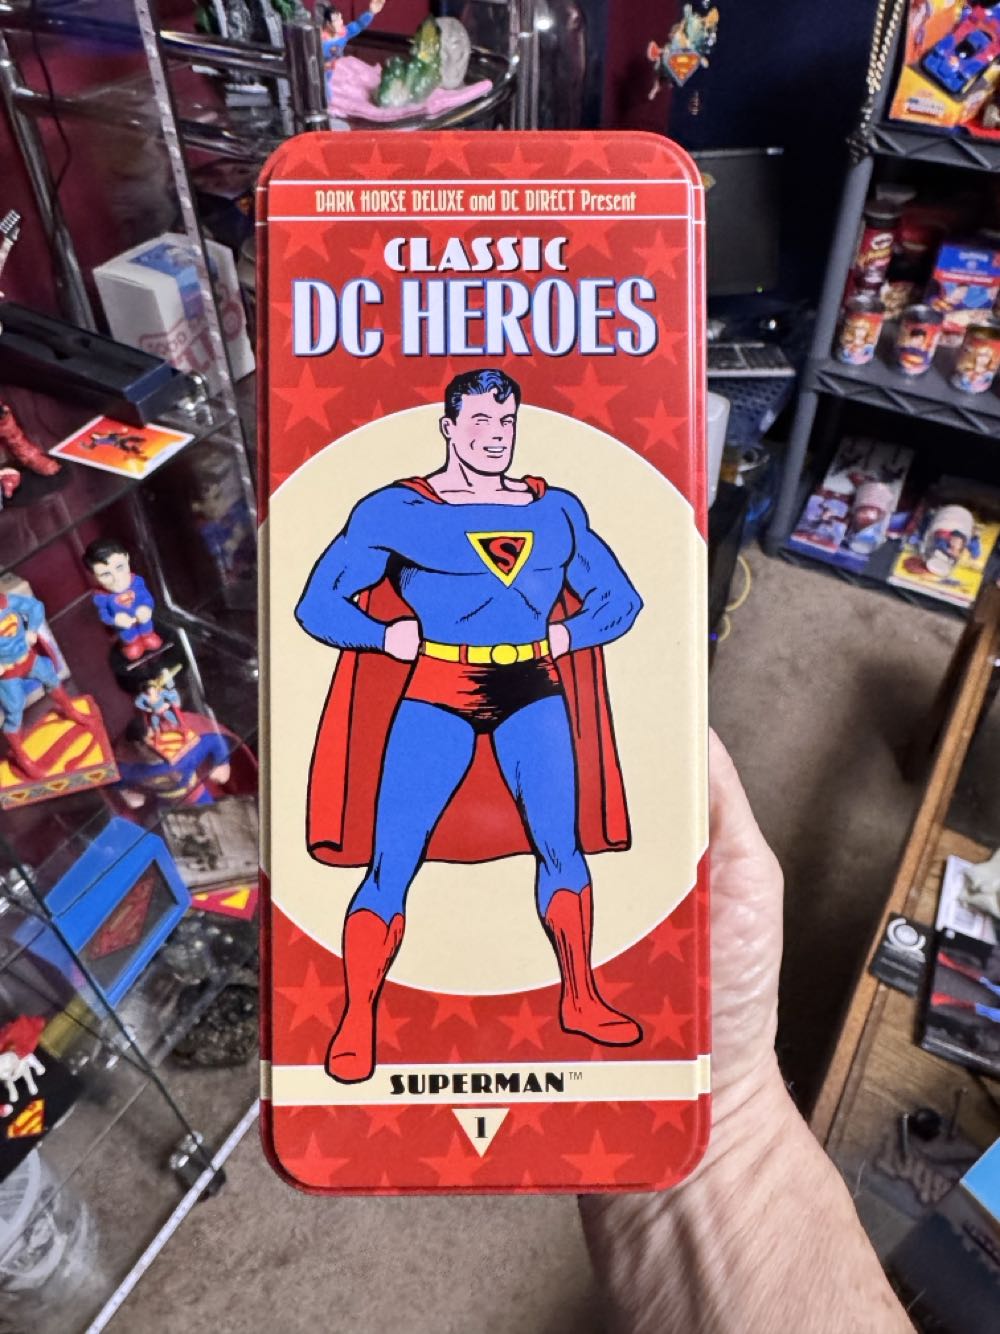 DARK HORSE DELUXE and DC DIRECT Present
CLASSIC
DC HEROES
S
SUPERMAN™
1